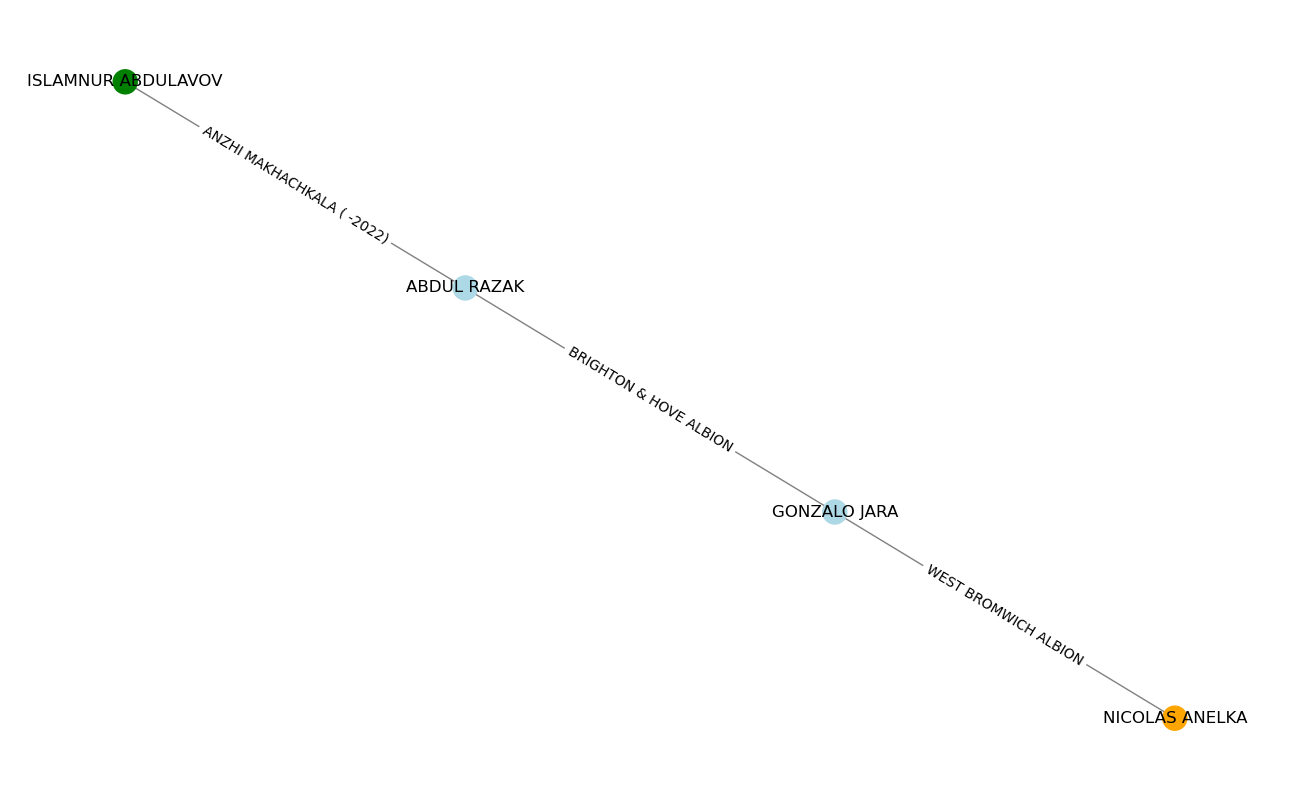 ISLAMNUR ABDULAVOV
ANZHI MAKHACHKALA ( -2022)
ABDUL RAZAK
BRIGHTON & HOVE ALBION
GONZALO JARA
WEST BROMWICH ALBION
NICOLAS ANELKA